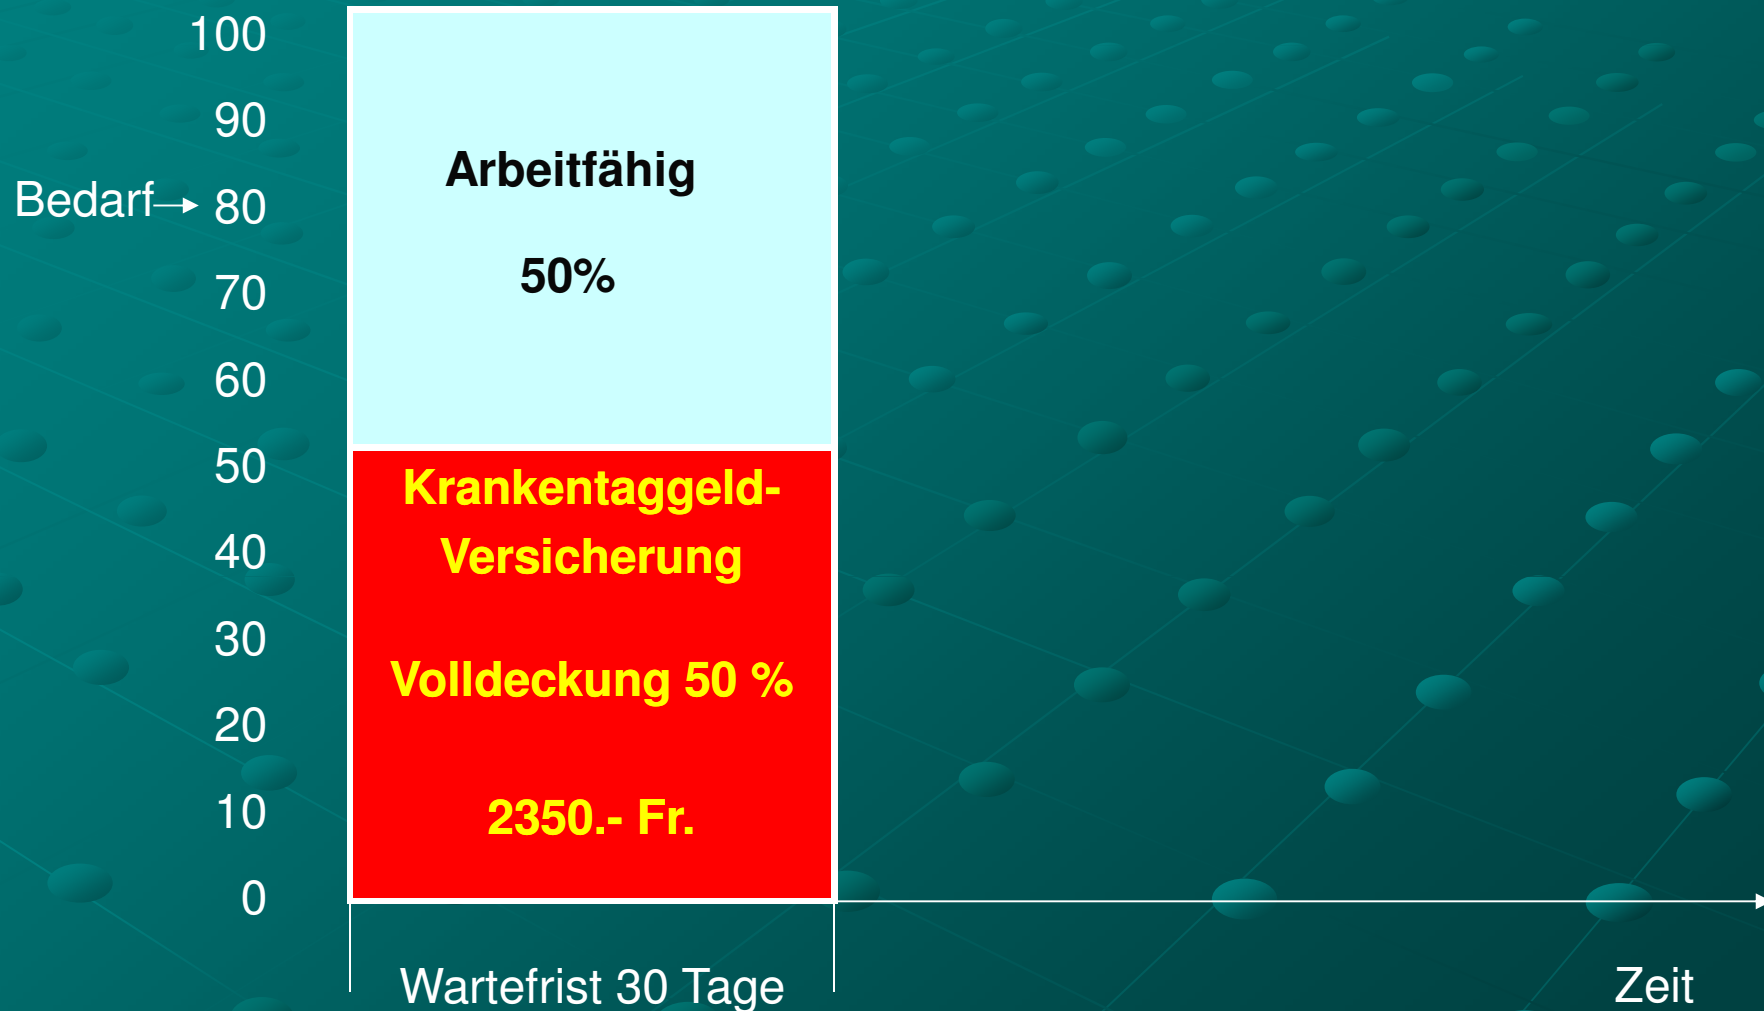 100
90
Bedarf
80
70
60
50
40
30
20
10
0
Arbeitfähig
50%
Krankentaggeld-
Versicherung
Volldeckung 50 %
2350.- Fr.
Wartefrist 30 Tage
Zeit